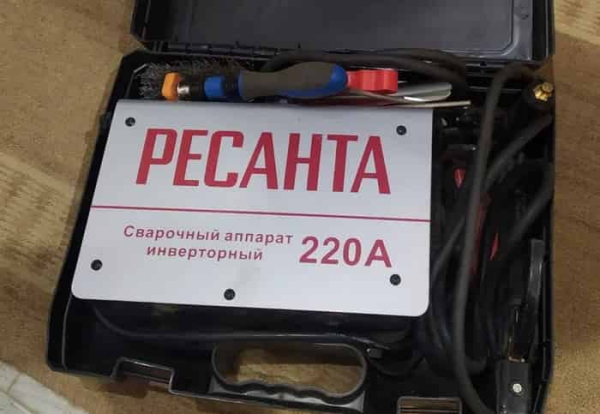 РЕСАНТА
Сварочный аппарат
инверторный 220А